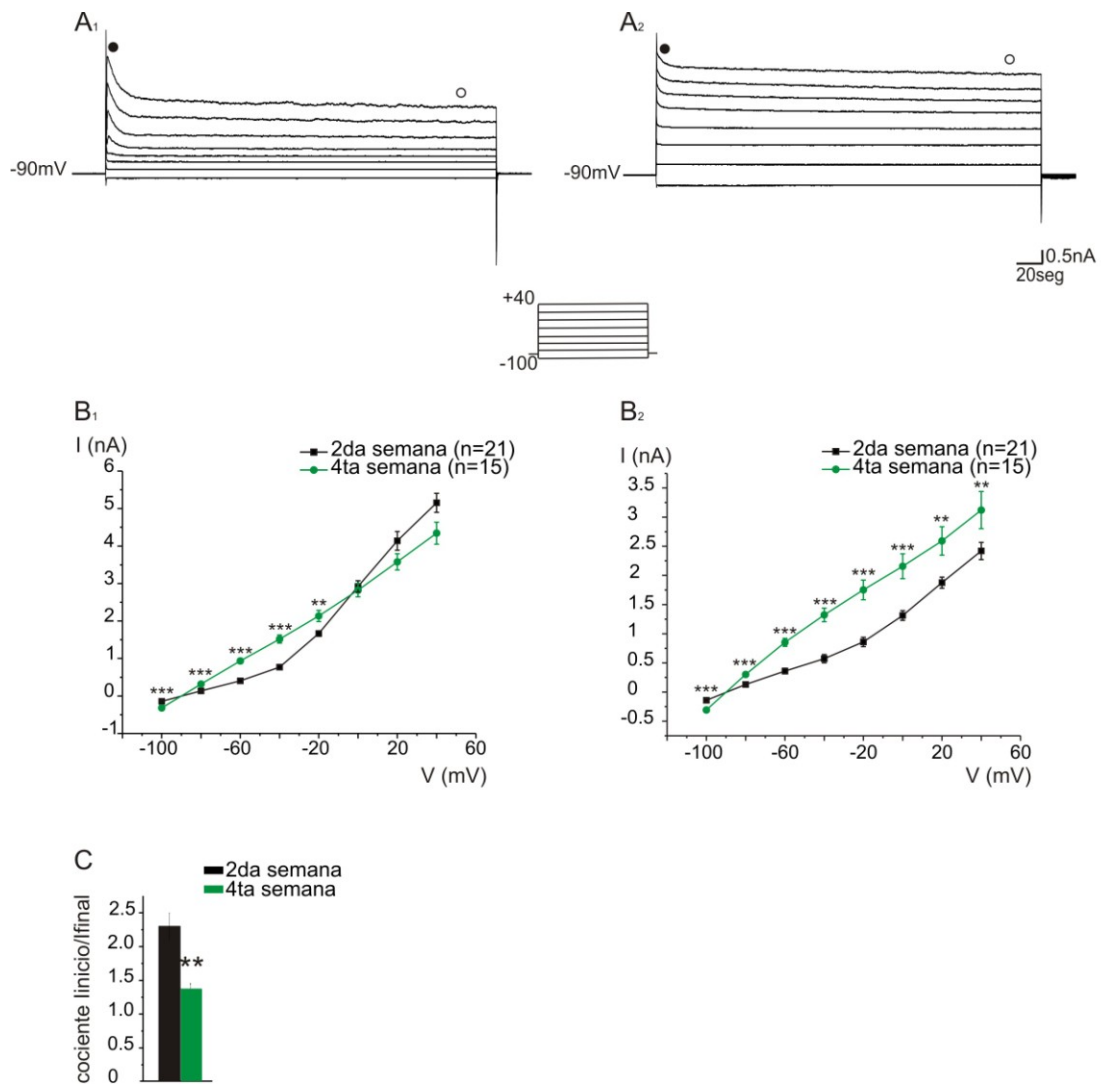 A1
A2
-90mV
-90mV
0.5nA
20seg
+40
-100
B1
I (nA)
2da semana (n=21)
4ta semana (n=15)
6
5
4
3
2
1
0
-1
***
***
***
***
**
-100
-60
-20
20
60
V (mV)
B2
I (nA)
2da semana (n=21)
4ta semana (n=15)
3.5
3
2.5
2
1.5
1
0.5
0
-0.5
***
***
***
***
***
***
**
**
-100
-60
-20
20
60
V (mV)
C
2da semana
4ta semana
cociente Iinicio/Ifinal
2.5
2.0
1.5
1.0
0.5
0
**